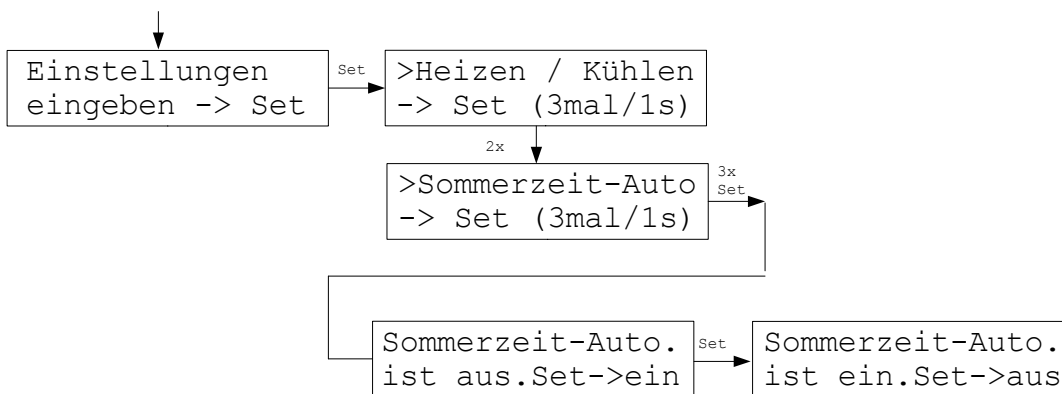 Einstellungen
eingeben -> Set
Set
>Heizen / Kühlen
-> Set (3mal/1s)
2x
>Sommerzeit-Auto
-> Set (3mal/1s)
3x
Set
Sommerzeit-Auto.
ist aus.Set->ein
Set
Sommerzeit-Auto.
ist ein.Set->aus